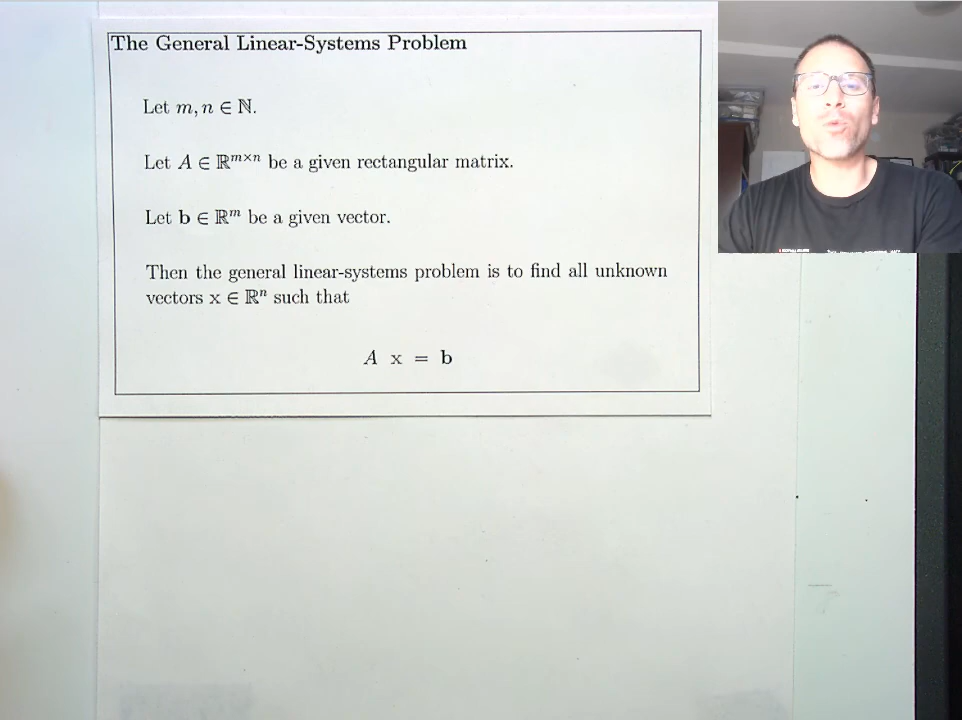 The General Linear-Systems Problem
Let m, n ∈ ℕ.
Let A ∈ ℝ^{m×n} be a given rectangular matrix.
Let b ∈ ℝ^m be a given vector.
Then the general linear-systems problem is to find all unknown
vectors x ∈ ℝ^n such that
A x = b